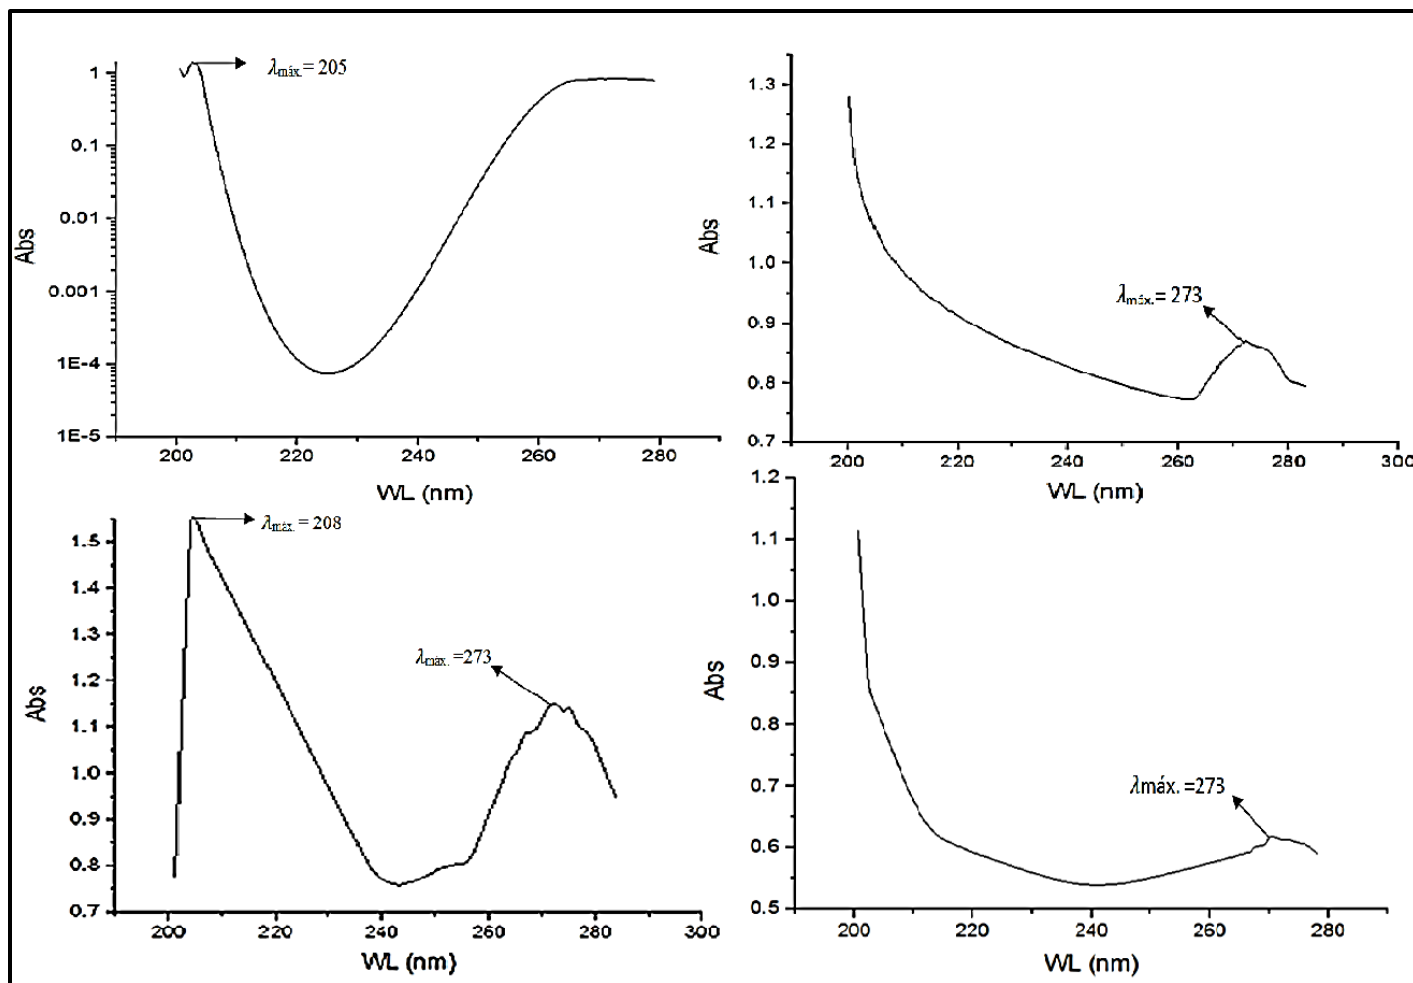 λmáx.= 205
1
0.1
0.01
0.001
1E-4
1E-5
Abs
200 220 240 260 280
WL (nm)
1.3
1.2
1.1
1.0
0.9
0.8
0.7
Abs
λmáx.= 273
200 220 240 260 280 300
WL (nm)
λmáx. = 208
1.5
1.4
1.3
1.2
1.1
1.0
0.9
0.8
0.7
Abs
λmáx. =273
200 220 240 260 280 300
WL (nm)
1.2
1.1
1.0
0.9
0.8
0.7
0.6
0.5
Abs
λmáx. =273
200 220 240 260 280
WL (nm)